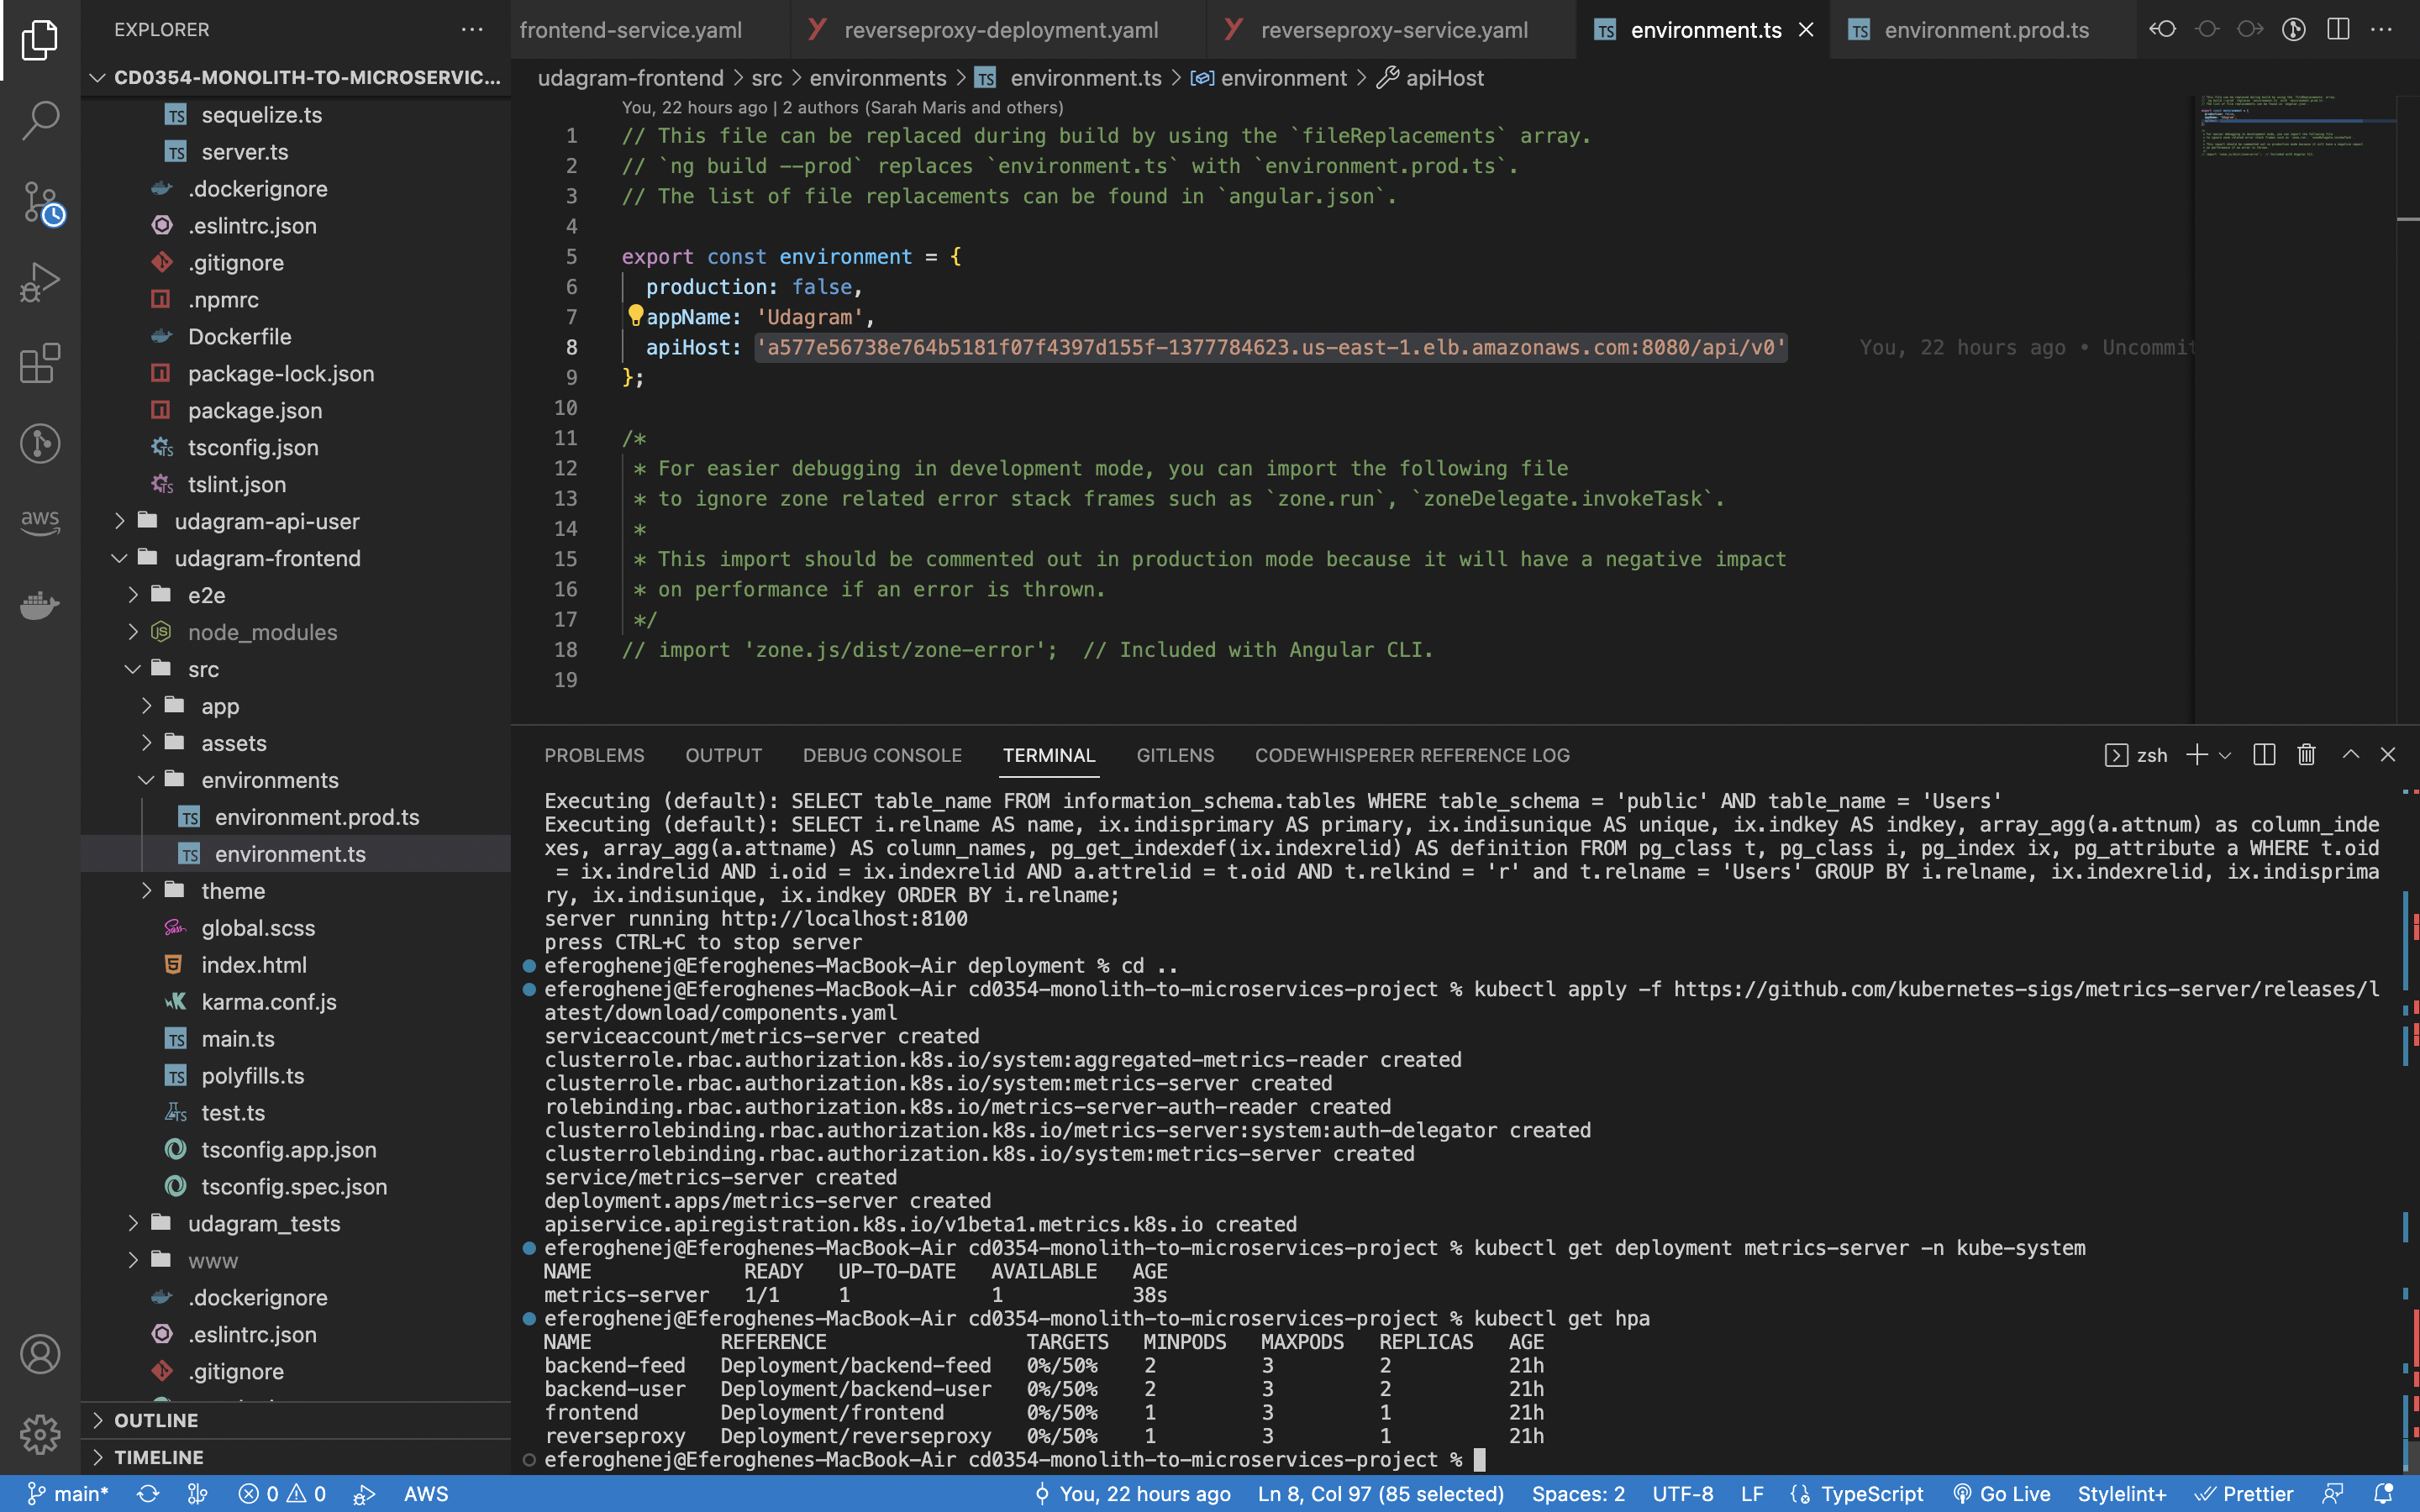 EXPLORER
CD0354-MONOLITH-TO-MICROSERVIC...
sequelize.ts
server.ts
.dockerignore
.eslintrc.json
.gitignore
.npmrc
Dockerfile
package-lock.json
package.json
tsconfig.json
tslint.json
udagram-api-user
udagram-frontend
e2e
node_modules
src
app
assets
environments
environment.prod.ts
environment.ts
theme
global.scss
index.html
karma.conf.js
main.ts
polyfills.ts
test.ts
tsconfig.app.json
tsconfig.spec.json
udagram_tests
www
.dockerignore
.eslintrc.json
.gitignore
OUTLINE
TIMELINE
aws
frontend-service.yaml
reverseproxy-deployment.yaml
reverseproxy-service.yaml
TS environment.ts
TS environment.prod.ts
udagram-frontend > src > environments > TS environment.ts > environment > apiHost
You, 22 hours ago | 2 authors (Sarah Maris and others)
1 // This file can be replaced during build by using the `fileReplacements` array.
2 // `ng build --prod` replaces `environment.ts` with `environment.prod.ts`.
3 // The list of file replacements can be found in `angular.json`.
4
5 export const environment = {
6 production: false,
7 appName: 'Udagram',
8 apiHost: 'a577e56738e764b5181f07f4397d155f-1377784623.us-east-1.elb.amazonaws.com:8080/api/v0' You, 22 hours ago • Uncommit
9 };
10
11 /*
12 * For easier debugging in development mode, you can import the following file
13 * to ignore zone related error stack frames such as `zone.run`, `zoneDelegate.invokeTask`.
14 *
15 * This import should be commented out in production mode because it will have a negative impact
16 * on performance if an error is thrown.
17 */
18 // import 'zone.js/dist/zone-error';  // Included with Angular CLI.
19
PROBLEMS OUTPUT DEBUG CONSOLE TERMINAL GITLENS CODEWHISPERER REFERENCE LOG zsh
Executing (default): SELECT table_name FROM information_schema.tables WHERE table_schema = 'public' AND table_name = 'Users'
Executing (default): SELECT i.relname AS name, ix.indisprimary AS primary, ix.indisunique AS unique, ix.indkey AS indkey, array_agg(a.attnum) as column_inde
xes, array_agg(a.attname) AS column_names, pg_get_indexdef(ix.indexrelid) AS definition FROM pg_class t, pg_class i, pg_index ix, pg_attribute a WHERE t.oid
= ix.indrelid AND i.oid = ix.indexrelid AND a.attrelid = t.oid AND t.relkind = 'r' and t.relname = 'Users' GROUP BY i.relname, ix.indexrelid, ix.indisprima
ry, ix.indisunique, ix.indkey ORDER BY i.relname;
server running http://localhost:8100
press CTRL+C to stop server
eferoghenej@Eferoghenes-MacBook-Air deployment % cd ..
eferoghenej@Eferoghenes-MacBook-Air cd0354-monolith-to-microservices-project % kubectl apply -f https://github.com/kubernetes-sigs/metrics-server/releases/l
atest/download/components.yaml
serviceaccount/metrics-server created
clusterrole.rbac.authorization.k8s.io/system:aggregated-metrics-reader created
clusterrole.rbac.authorization.k8s.io/system:metrics-server created
rolebinding.rbac.authorization.k8s.io/metrics-server-auth-reader created
clusterrolebinding.rbac.authorization.k8s.io/metrics-server:system:auth-delegator created
clusterrolebinding.rbac.authorization.k8s.io/system:metrics-server created
service/metrics-server created
deployment.apps/metrics-server created
apiservice.apiregistration.k8s.io/v1beta1.metrics.k8s.io created
eferoghenej@Eferoghenes-MacBook-Air cd0354-monolith-to-microservices-project % kubectl get deployment metrics-server -n kube-system
NAME READY UP-TO-DATE AVAILABLE AGE
metrics-server 1/1 1 1 38s
eferoghenej@Eferoghenes-MacBook-Air cd0354-monolith-to-microservices-project % kubectl get hpa
NAME REFERENCE TARGETS MINPODS MAXPODS REPLICAS AGE
backend-feed Deployment/backend-feed 0%/50% 2 3 2 21h
backend-user Deployment/backend-user 0%/50% 2 3 2 21h
frontend Deployment/frontend 0%/50% 1 3 1 21h
reverseproxy Deployment/reverseproxy 0%/50% 1 3 1 21h
eferoghenej@Eferoghenes-MacBook-Air cd0354-monolith-to-microservices-project %
main* 0 0 AWS You, 22 hours ago Ln 8, Col 97 (85 selected) Spaces: 2 UTF-8 LF TypeScript Go Live Stylelint+ Prettier